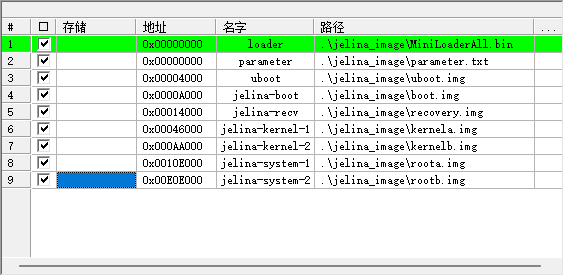 # 存储 地址 名字 路径 ...
1 0x00000000 loader .\jelina_image\MiniLoaderAll.bin
2 0x00000000 parameter .\jelina_image\parameter.txt
3 0x00004000 uboot .\jelina_image\uboot.img
4 0x0000A000 jelina-boot .\jelina_image\boot.img
5 0x00014000 jelina-recv .\jelina_image\recovery.img
6 0x00046000 jelina-kernel-1 .\jelina_image\kernela.img
7 0x000AA000 jelina-kernel-2 .\jelina_image\kernelb.img
8 0x0010E000 jelina-system-1 .\jelina_image\roota.img
9 0x00E0E000 jelina-system-2 .\jelina_image\rootb.img